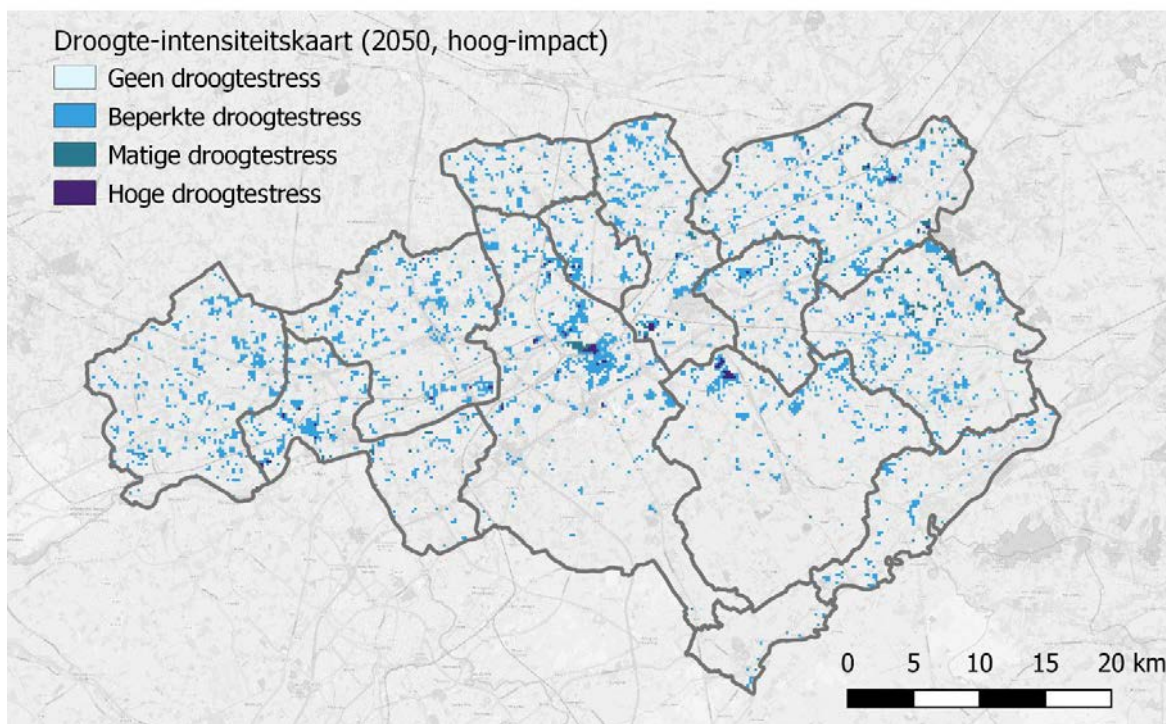 Droogte-intensiteitskaart (2050, hoog-impact)
Geen droogtestress
Beperkte droogtestress
Matige droogtestress
Hoge droogtestress
0 5 10 15 20 km